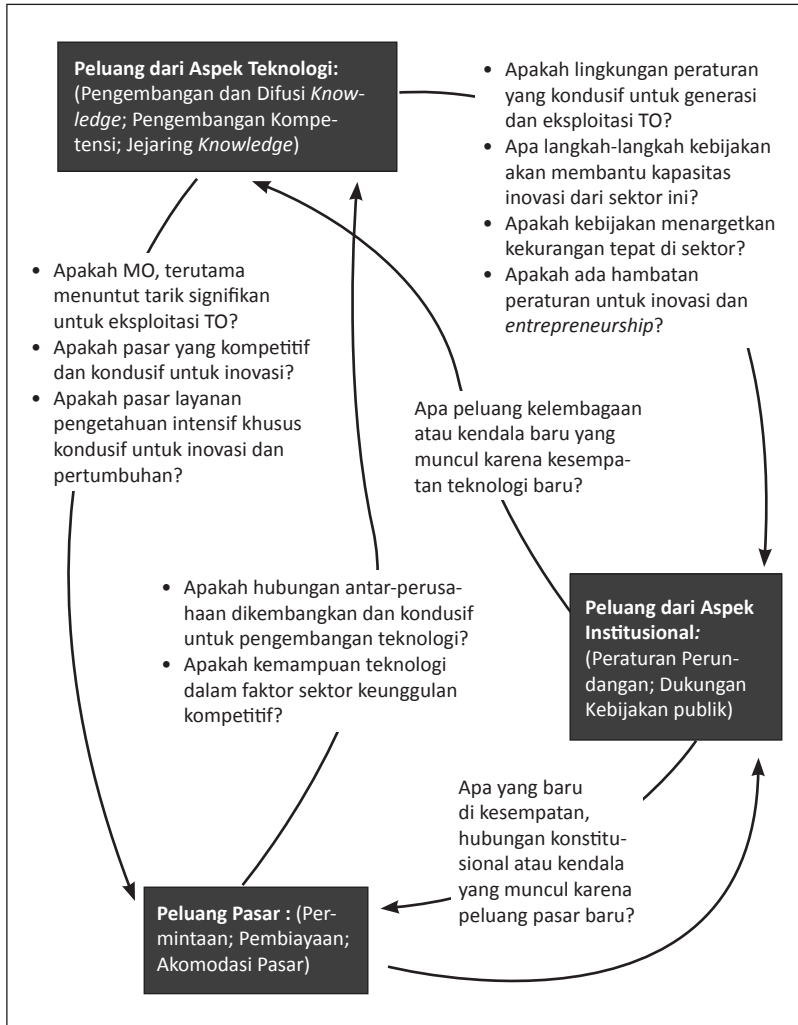 Peluang dari Aspek Teknologi:
(Pengembangan dan Difusi Know-
ledge; Pengembangan Kompe-
tensi; Jejaring Knowledge)
• Apakah lingkungan peraturan
yang kondusif untuk generasi
dan eksploitasi TO?
• Apa langkah-langkah kebijakan
akan membantu kapasitas
inovasi dari sektor ini?
• Apakah kebijakan menargetkan
kekurangan tepat di sektor?
• Apakah ada hambatan
peraturan untuk inovasi dan
entrepreneurship?
• Apakah MO, terutama
menuntut tarik signifikan
untuk eksploitasi TO?
• Apakah pasar yang kompetitif
dan kondusif untuk inovasi?
• Apakah pasar layanan
pengetahuan intensif khusus
kondusif untuk inovasi dan
pertumbuhan?
Apa peluang kelembagaan
atau kendala baru yang
muncul karena kesempa-
tan teknologi baru?
• Apakah hubungan antar-perusa-
haan dikembangkan dan kondusif
untuk pengembangan teknologi?
• Apakah kemampuan teknologi
dalam faktor sektor keunggulan
kompetitif?
Peluang dari Aspek
Institusional:
(Peraturan Perun-
dangan; Dukungan
Kebijakan publik)
Apa yang baru
di kesempatan,
hubungan konstitu-
sional atau kendala
yang muncul karena
peluang pasar baru?
Peluang Pasar : (Per-
mintaan; Pembiayaan;
Akomodasi Pasar)